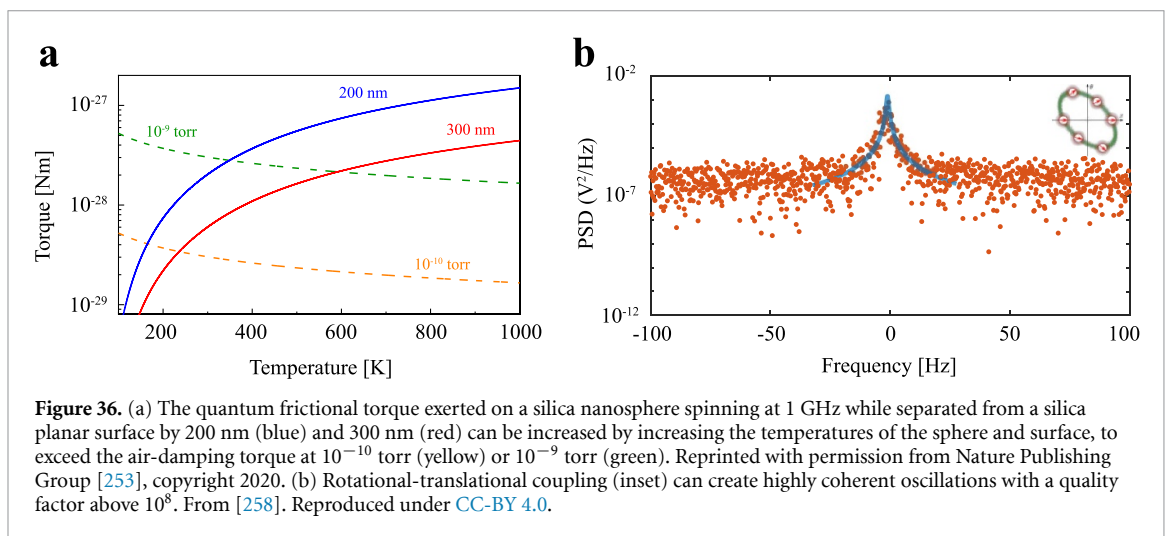 a
b
10-27
10-28
10-29
Torque [Nm]
200 nm
300 nm
10-9 torr
10-10 torr
200
400
600
800
1000
Temperature [K]
10-2
10-7
10-12
PSD (V2/Hz)
-100
-50
0
50
100
Frequency [Hz]
Figure 36. (a) The quantum frictional torque exerted on a silica nanosphere spinning at 1 GHz while separated from a silica
planar surface by 200 nm (blue) and 300 nm (red) can be increased by increasing the temperatures of the sphere and surface, to
exceed the air-damping torque at 10−10 torr (yellow) or 10−9 torr (green). Reprinted with permission from Nature Publishing
Group [253], copyright 2020. (b) Rotational-translational coupling (inset) can create highly coherent oscillations with a quality
factor above 108. From [258]. Reproduced under CC-BY 4.0.